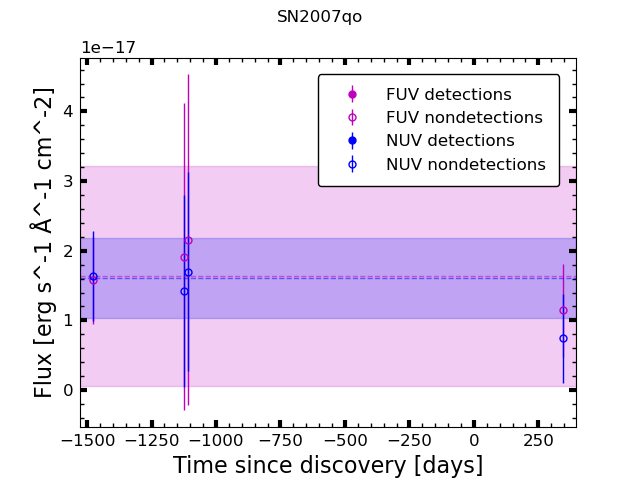 SN2007qo
1e−17
FUV detections
FUV nondetections
NUV detections
NUV nondetections
4
3
2
1
0
Flux [erg s^-1 Å^-1 cm^-2]
−1500 −1250 −1000 −750 −500 −250 0 250
Time since discovery [days]